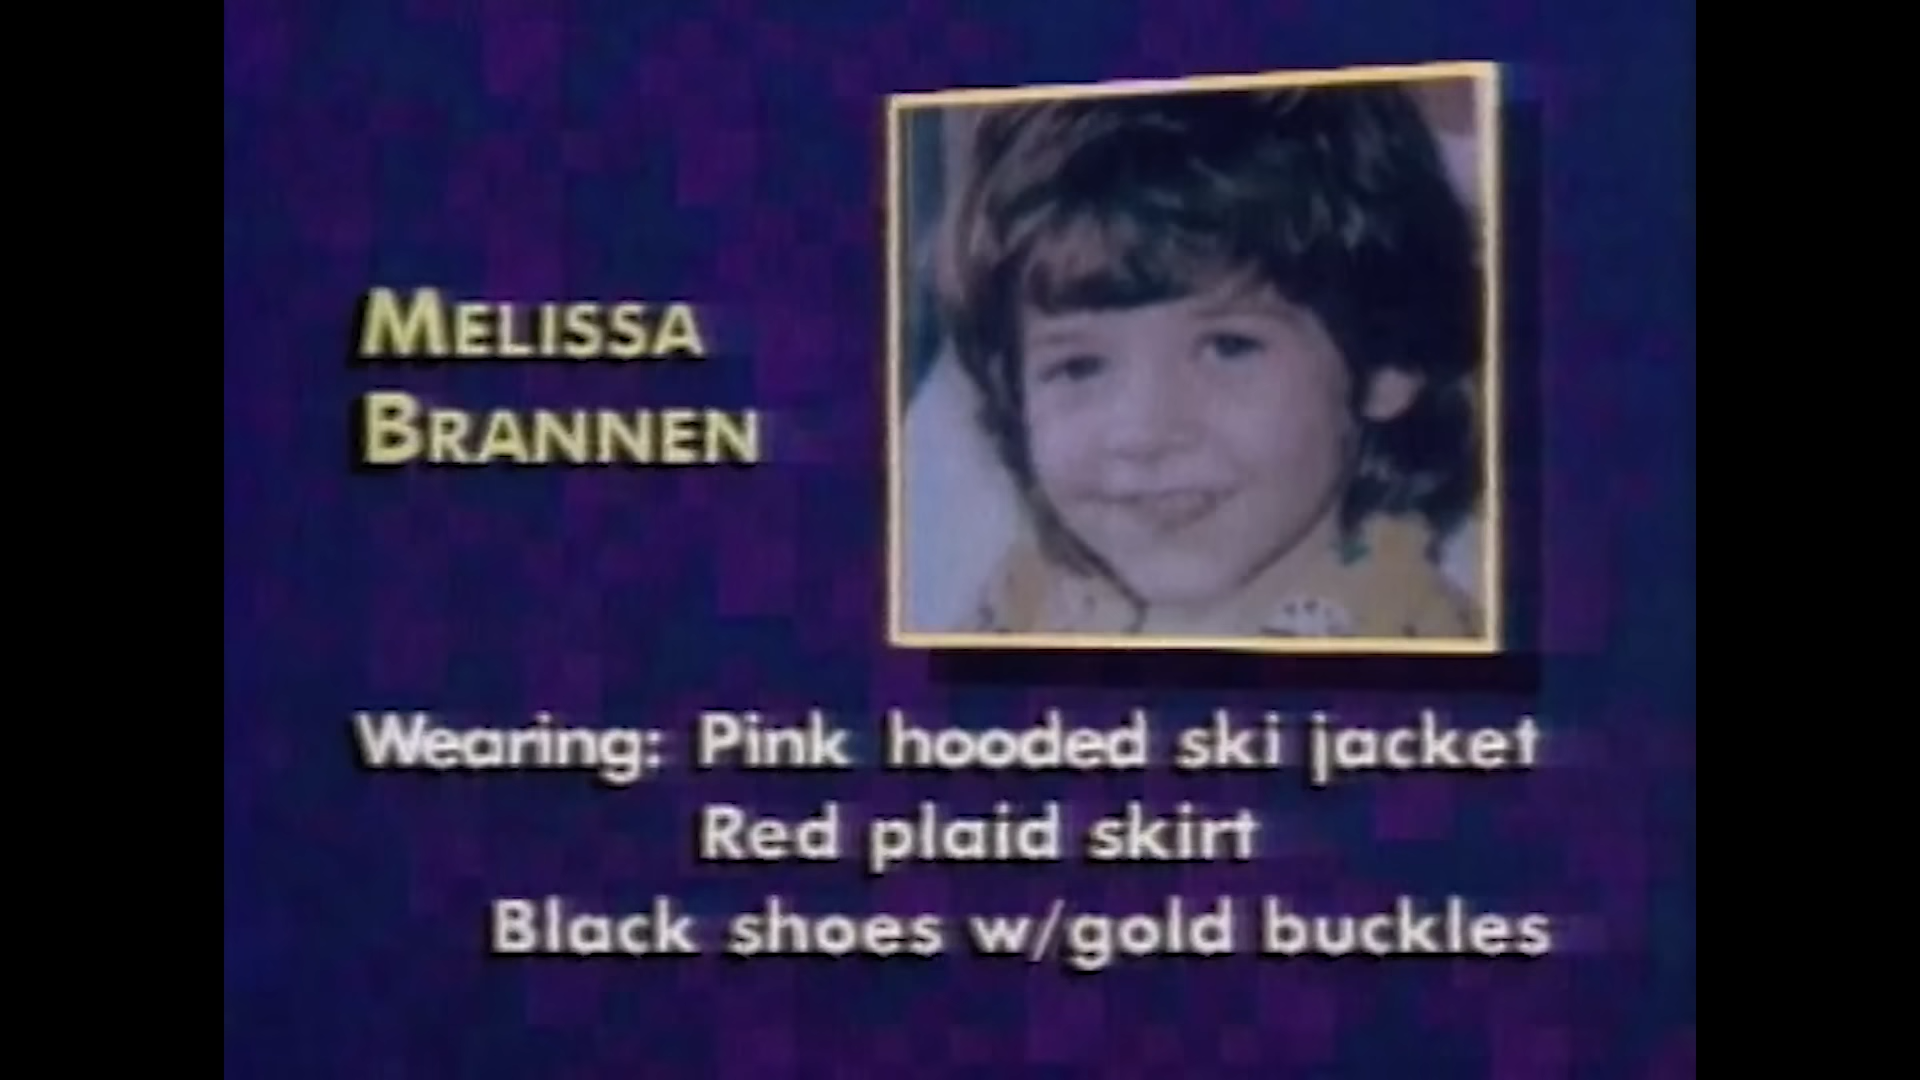 MELISSA
BRANNEN
Wearing: Pink hooded ski jacket
Red plaid skirt
Black shoes w/gold buckles